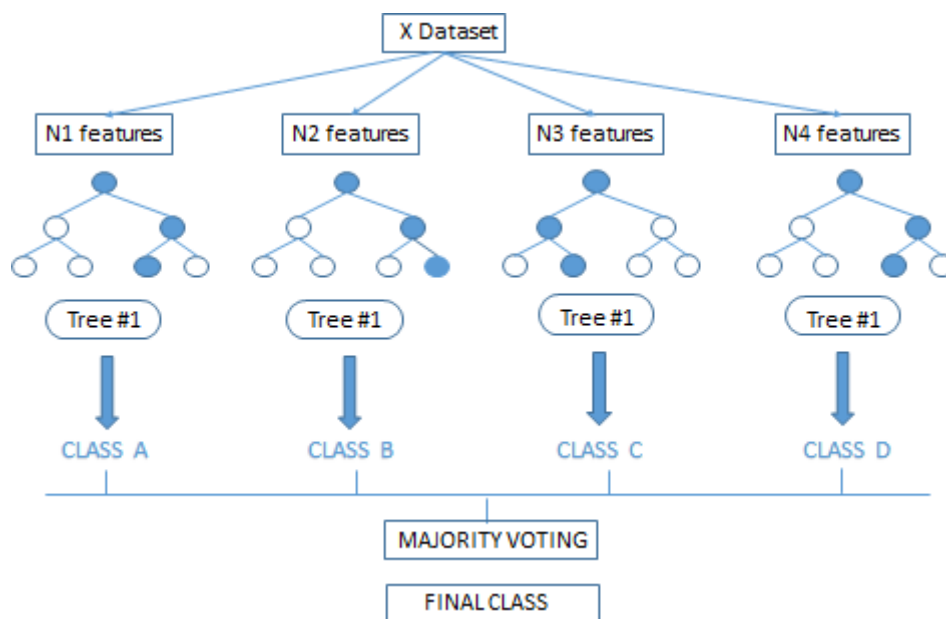 X Dataset
N1 features
N2 features
N3 features
N4 features
Tree #1
Tree #1
Tree #1
Tree #1
CLASS A
CLASS B
CLASS C
CLASS D
MAJORITY VOTING
FINAL CLASS